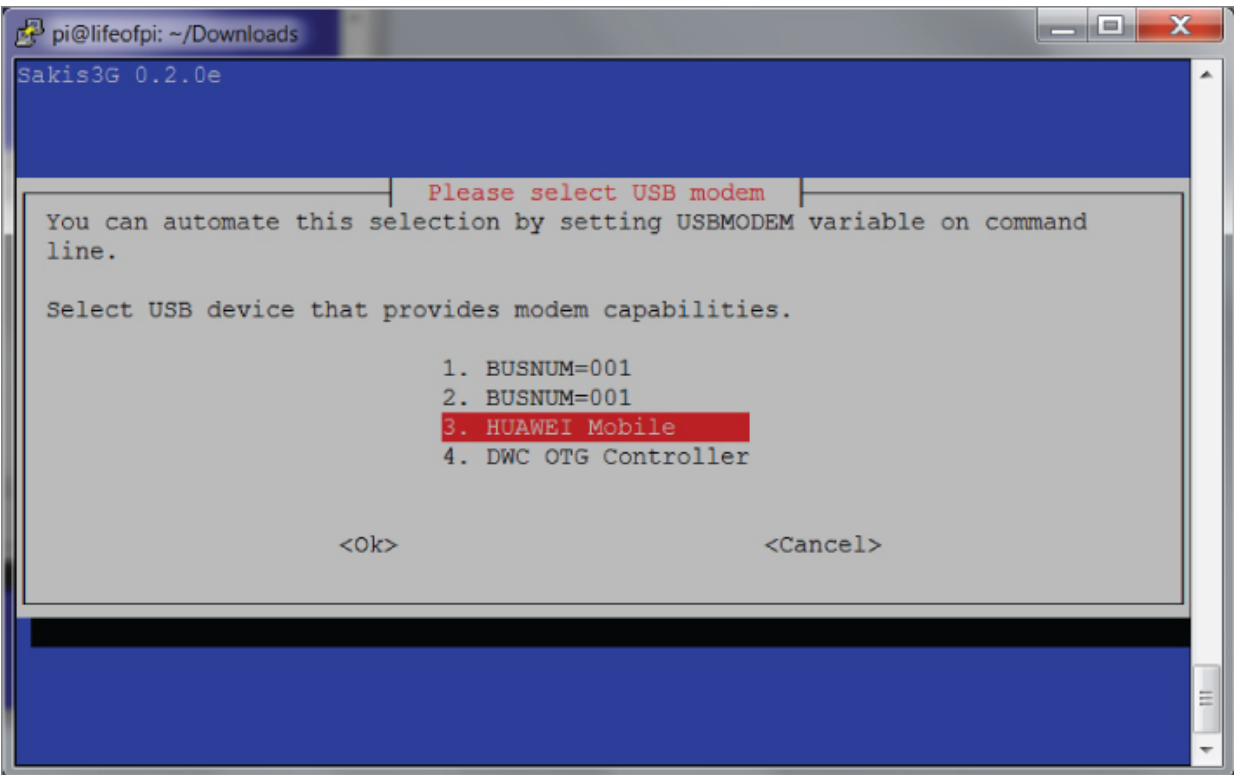 pi@lifeofpi: ~/Downloads
Sakis3G 0.2.0e
Please select USB modem
You can automate this selection by setting USBMODEM variable on command
line.
Select USB device that provides modem capabilities.
1. BUSNUM=001
2. BUSNUM=001
3. HUAWEI Mobile
4. DWC OTG Controller
<Ok> <Cancel>